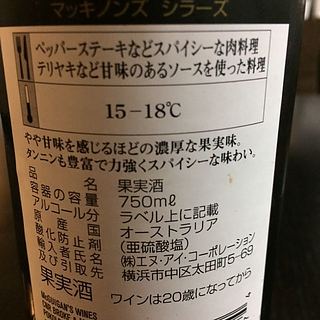 マッキノンズ シラーズ
ペッパーステーキなどスパイシーな肉料理
テリヤキなど甘味のあるソースを使った料理
15－18℃
やや甘味を感じるほどの濃厚な果実味。
タンニンも豊富で力強くスパイシーな味わい。
品名 果実酒
容器の容量 750mℓ
アルコール分 ラベル上に記載
原産国 オーストラリア
酸化防止剤 (亜硫酸塩)
輸入者氏名 ㈱エヌ・アイ・コーポレーション
及び引取先 横浜市中区太田町5-69
果実酒
ワインは20歳になってから
McGUIGAN'S WINES